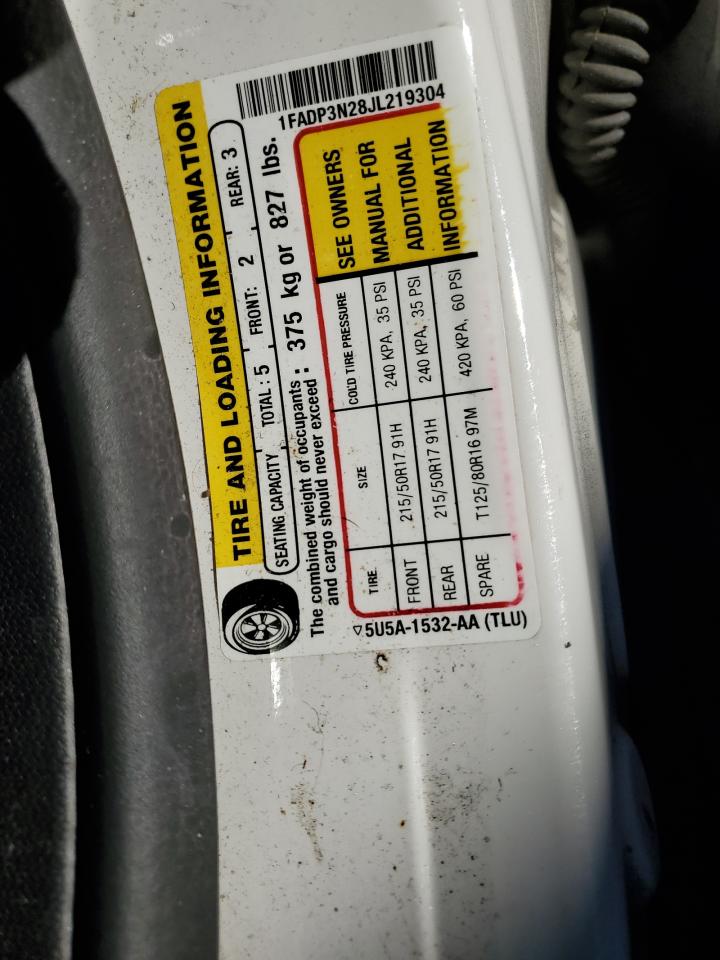 1FADP3N28JL219304
TIRE AND LOADING INFORMATION
SEATING CAPACITY TOTAL : 5 FRONT: 2 REAR: 3
The combined weight of occupants
and cargo should never exceed : 375 kg or 827 lbs.
TIRE SIZE COLD TIRE PRESSURE
FRONT 215/50R17 91H 240 KPA, 35 PSI
REAR 215/50R17 91H 240 KPA, 35 PSI
SPARE T125/80R16 97M 420 KPA, 60 PSI
SEE OWNERS
MANUAL FOR
ADDITIONAL
INFORMATION
5U5A-1532-AA (TLU)